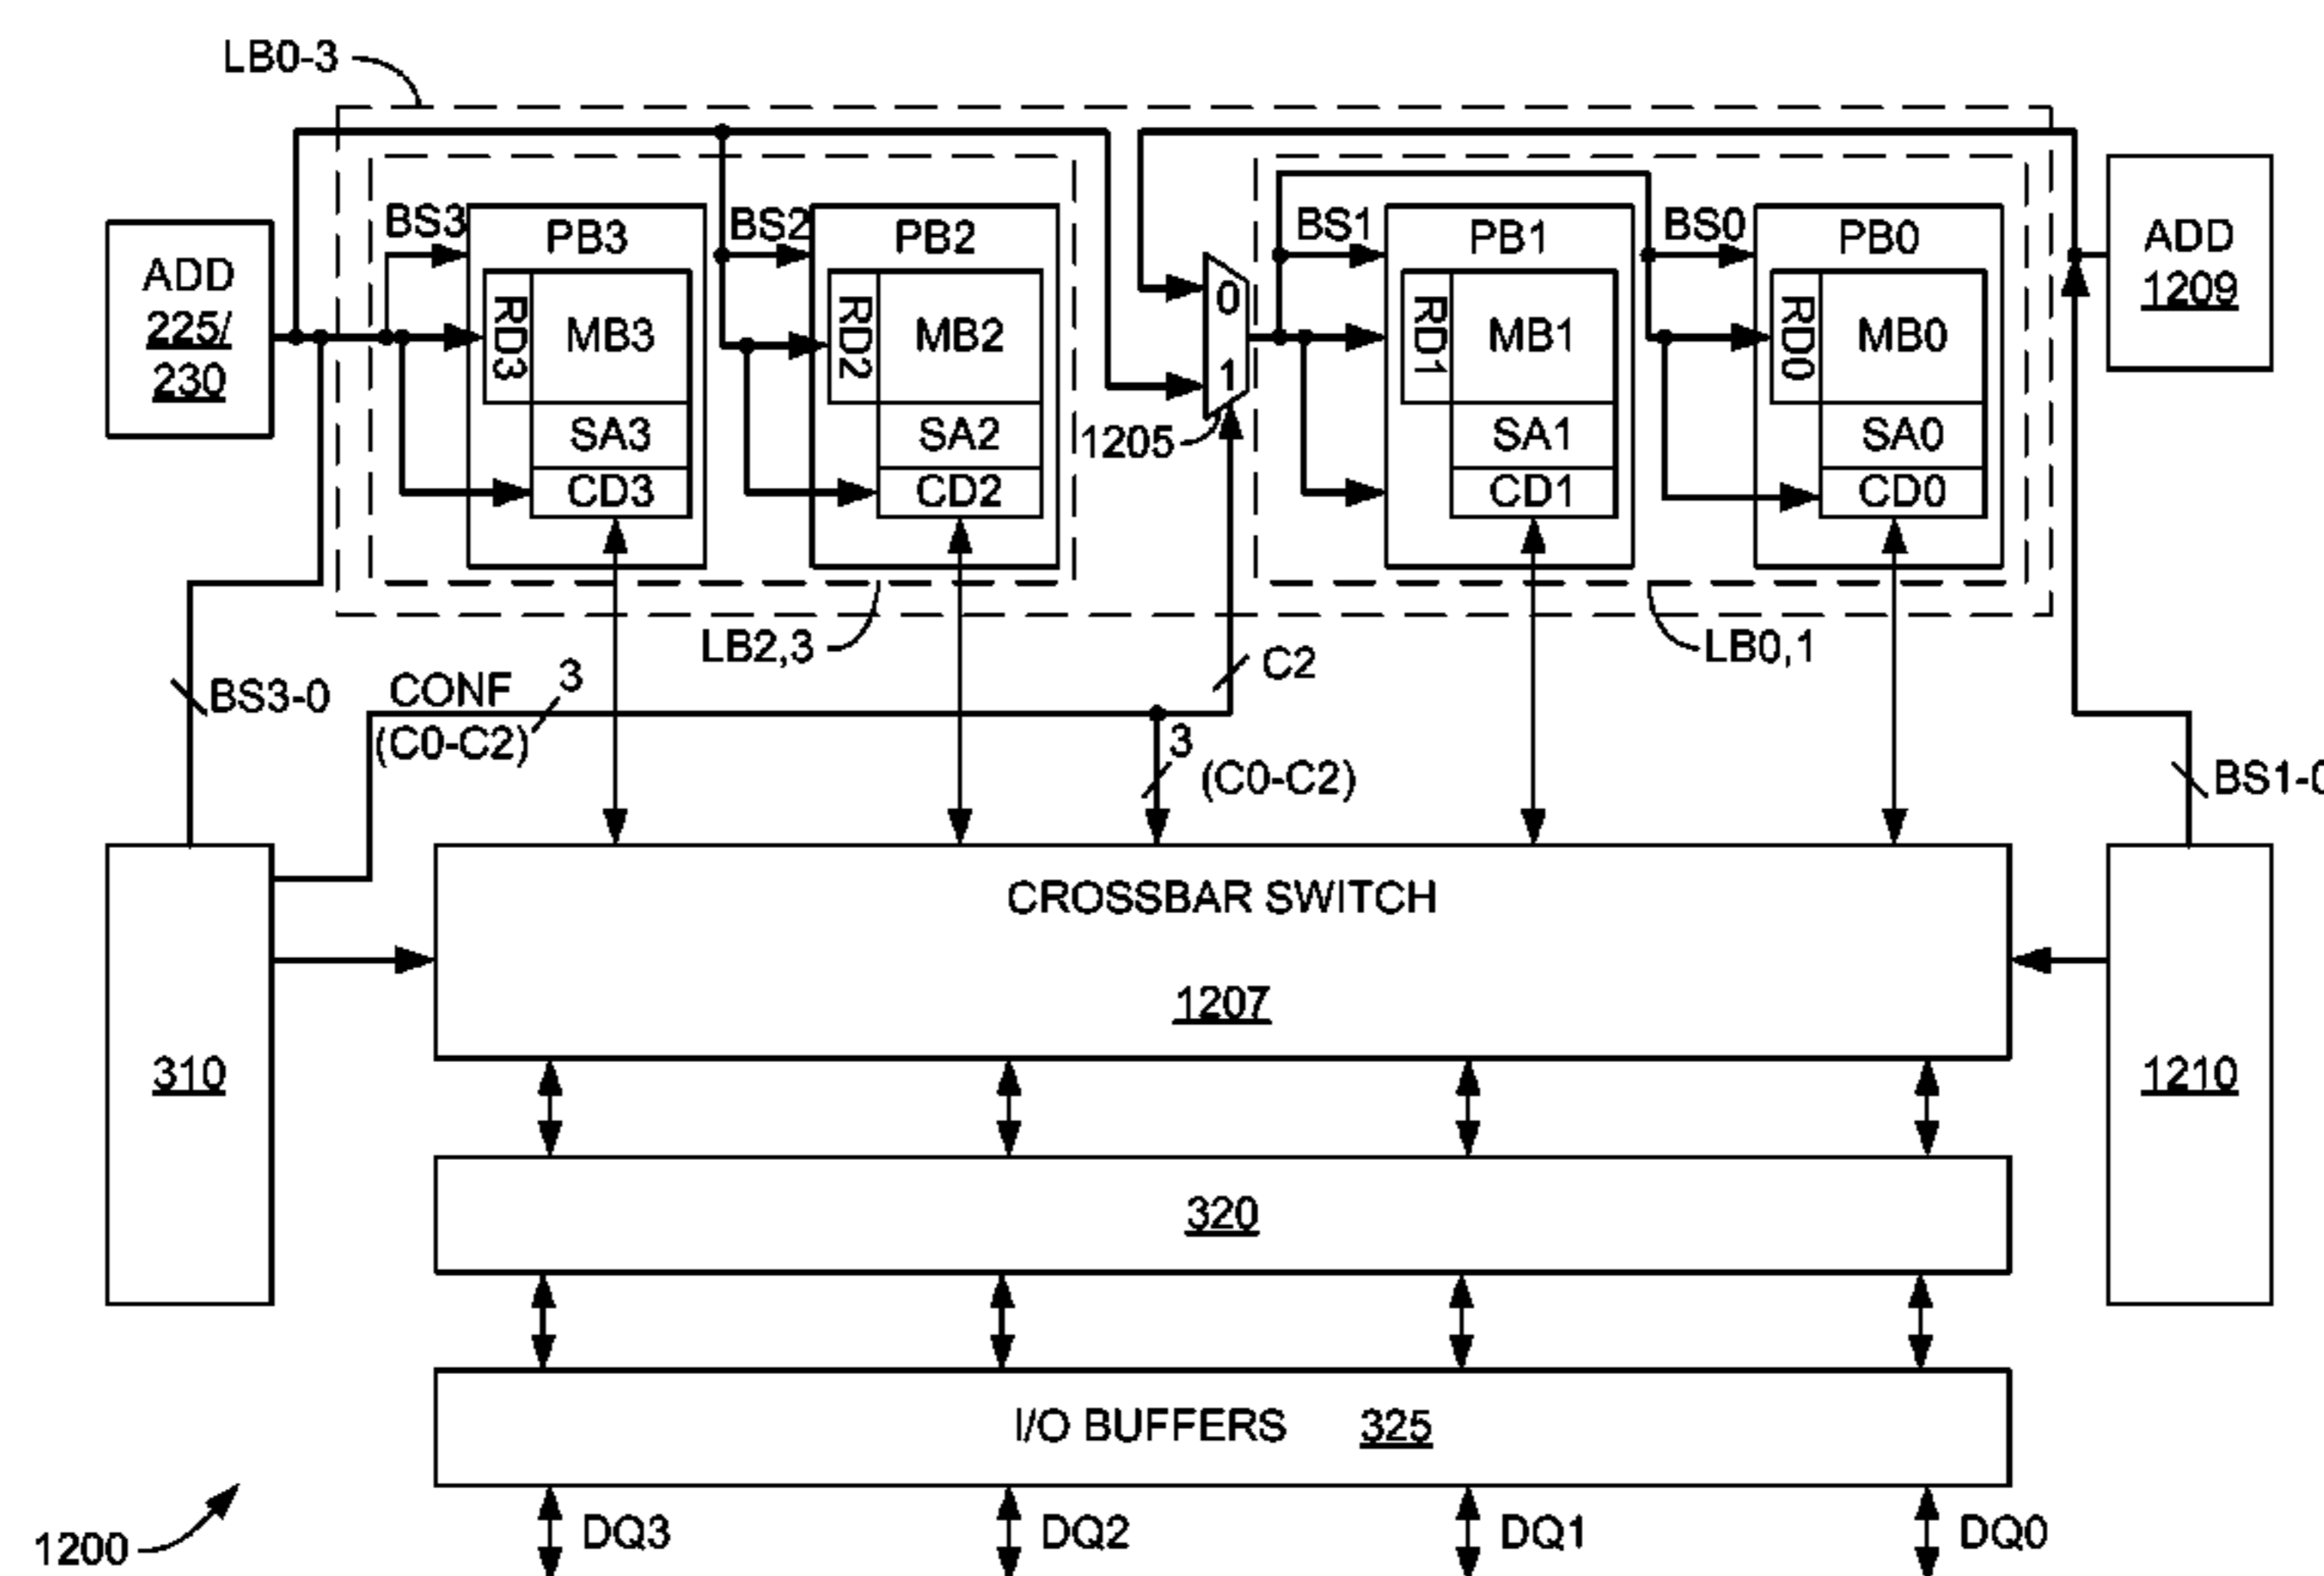 LB0-3
ADD
225/
230
BS3
PB3
RD3
MB3
SA3
CD3
BS2
PB2
RD2
MB2
SA2
CD2
0
1
1205
BS1
PB1
RD1
MB1
SA1
CD1
BS0
PB0
RD0
MB0
SA0
CD0
ADD
1209
LB2,3
LB0,1
C2
BS3-0
CONF
3
(C0-C2)
3
(C0-C2)
BS1-0
CROSSBAR SWITCH
1207
310
1210
320
I/O BUFFERS 325
DQ3
DQ2
DQ1
DQ0
1200